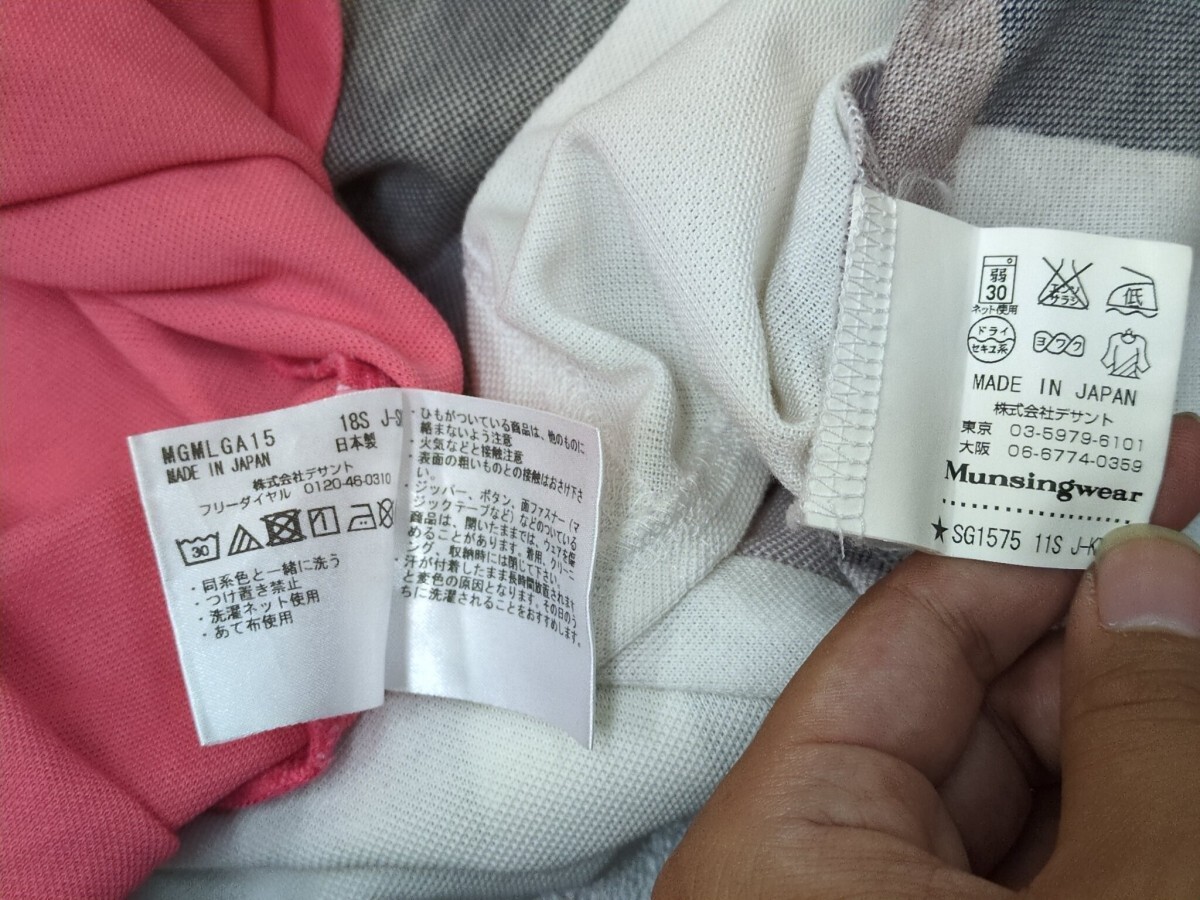 MGMLGA15 18S J-S
MADE IN JAPAN 日本製
株式会社デサント
フリーダイヤル 0120-46-0310
30
・同系色と一緒に洗う
・つけ置き禁止
・洗濯ネット使用
・あて布使用
・ひもがついている商品は、他のものに
絡まないよう注意
・火気などと接触注意
・表面の粗いものとの接触はおさけ下さ
い。
・ジッパー、ボタン、面ファスナー（マ
ジックテープなど）などのついている
商品は、開いたままでは、ウェアを傷
めることがあります。着用、クリーニ
ング、収納時には閉じて下さい。
・汗が付着したまま長時間放置されます
と変色の原因となります。その日のう
ちに洗濯されることをおすすめします。
弱
30
ネット使用
エンソ
サラシ
低
ドライ
セキユ系
ヨワク
MADE IN JAPAN
株式会社デサント
東京 03-5979-6101
大阪 06-6774-0359
Munsingwear
★SG1575 11S J-K